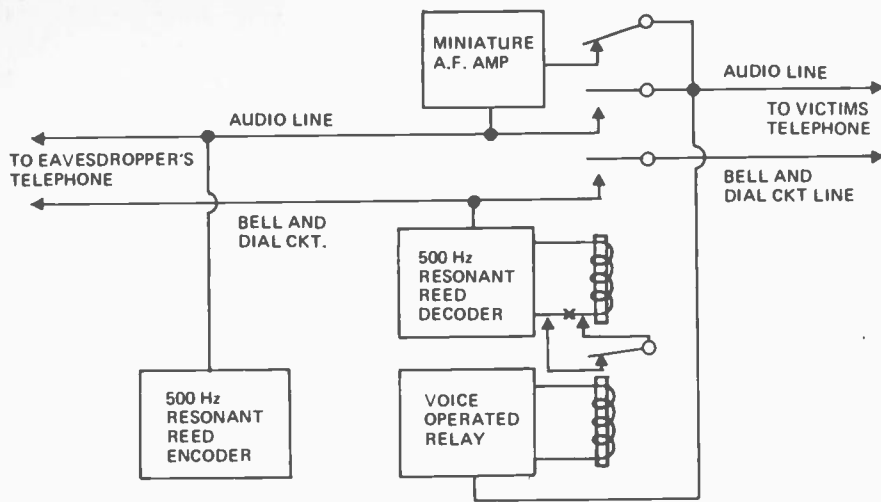 MINIATURE
A.F. AMP
AUDIO LINE
TO VICTIMS
TELEPHONE
AUDIO LINE
TO EAVESDROPPER'S
TELEPHONE
BELL AND
DIAL CKT LINE
BELL AND
DIAL CKT.
500 Hz
RESONANT
REED
DECODER
500 Hz
RESONANT
REED
ENCODER
VOICE
OPERATED
RELAY